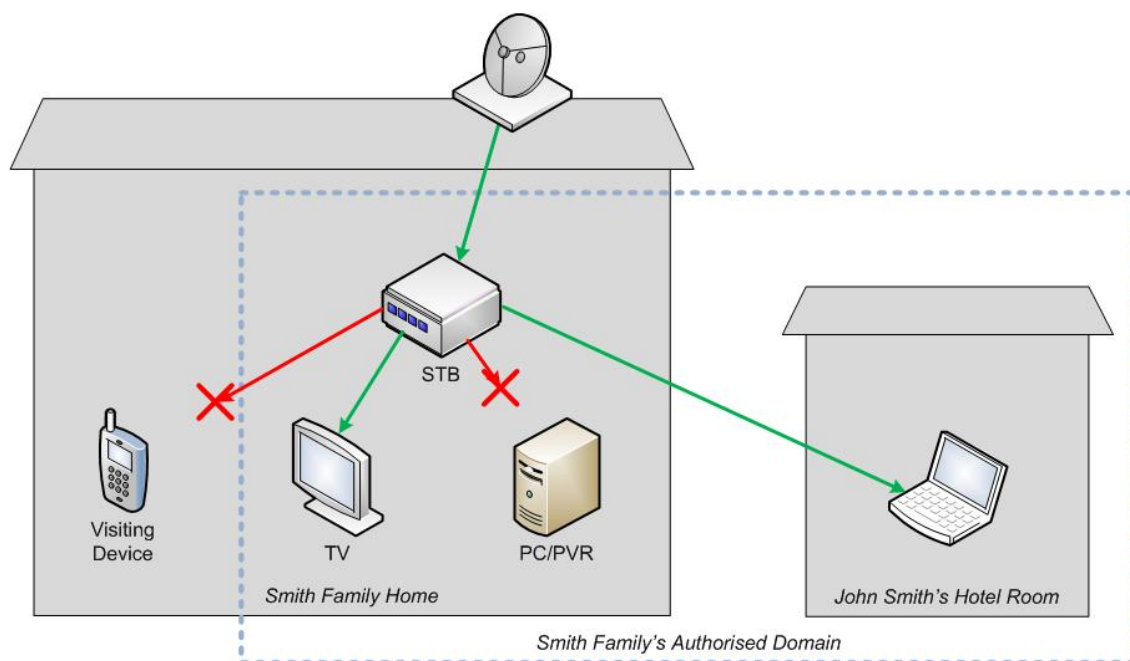 STB
Visiting
Device
TV
PC/PVR
Smith Family Home
John Smith's Hotel Room
Smith Family's Authorised Domain